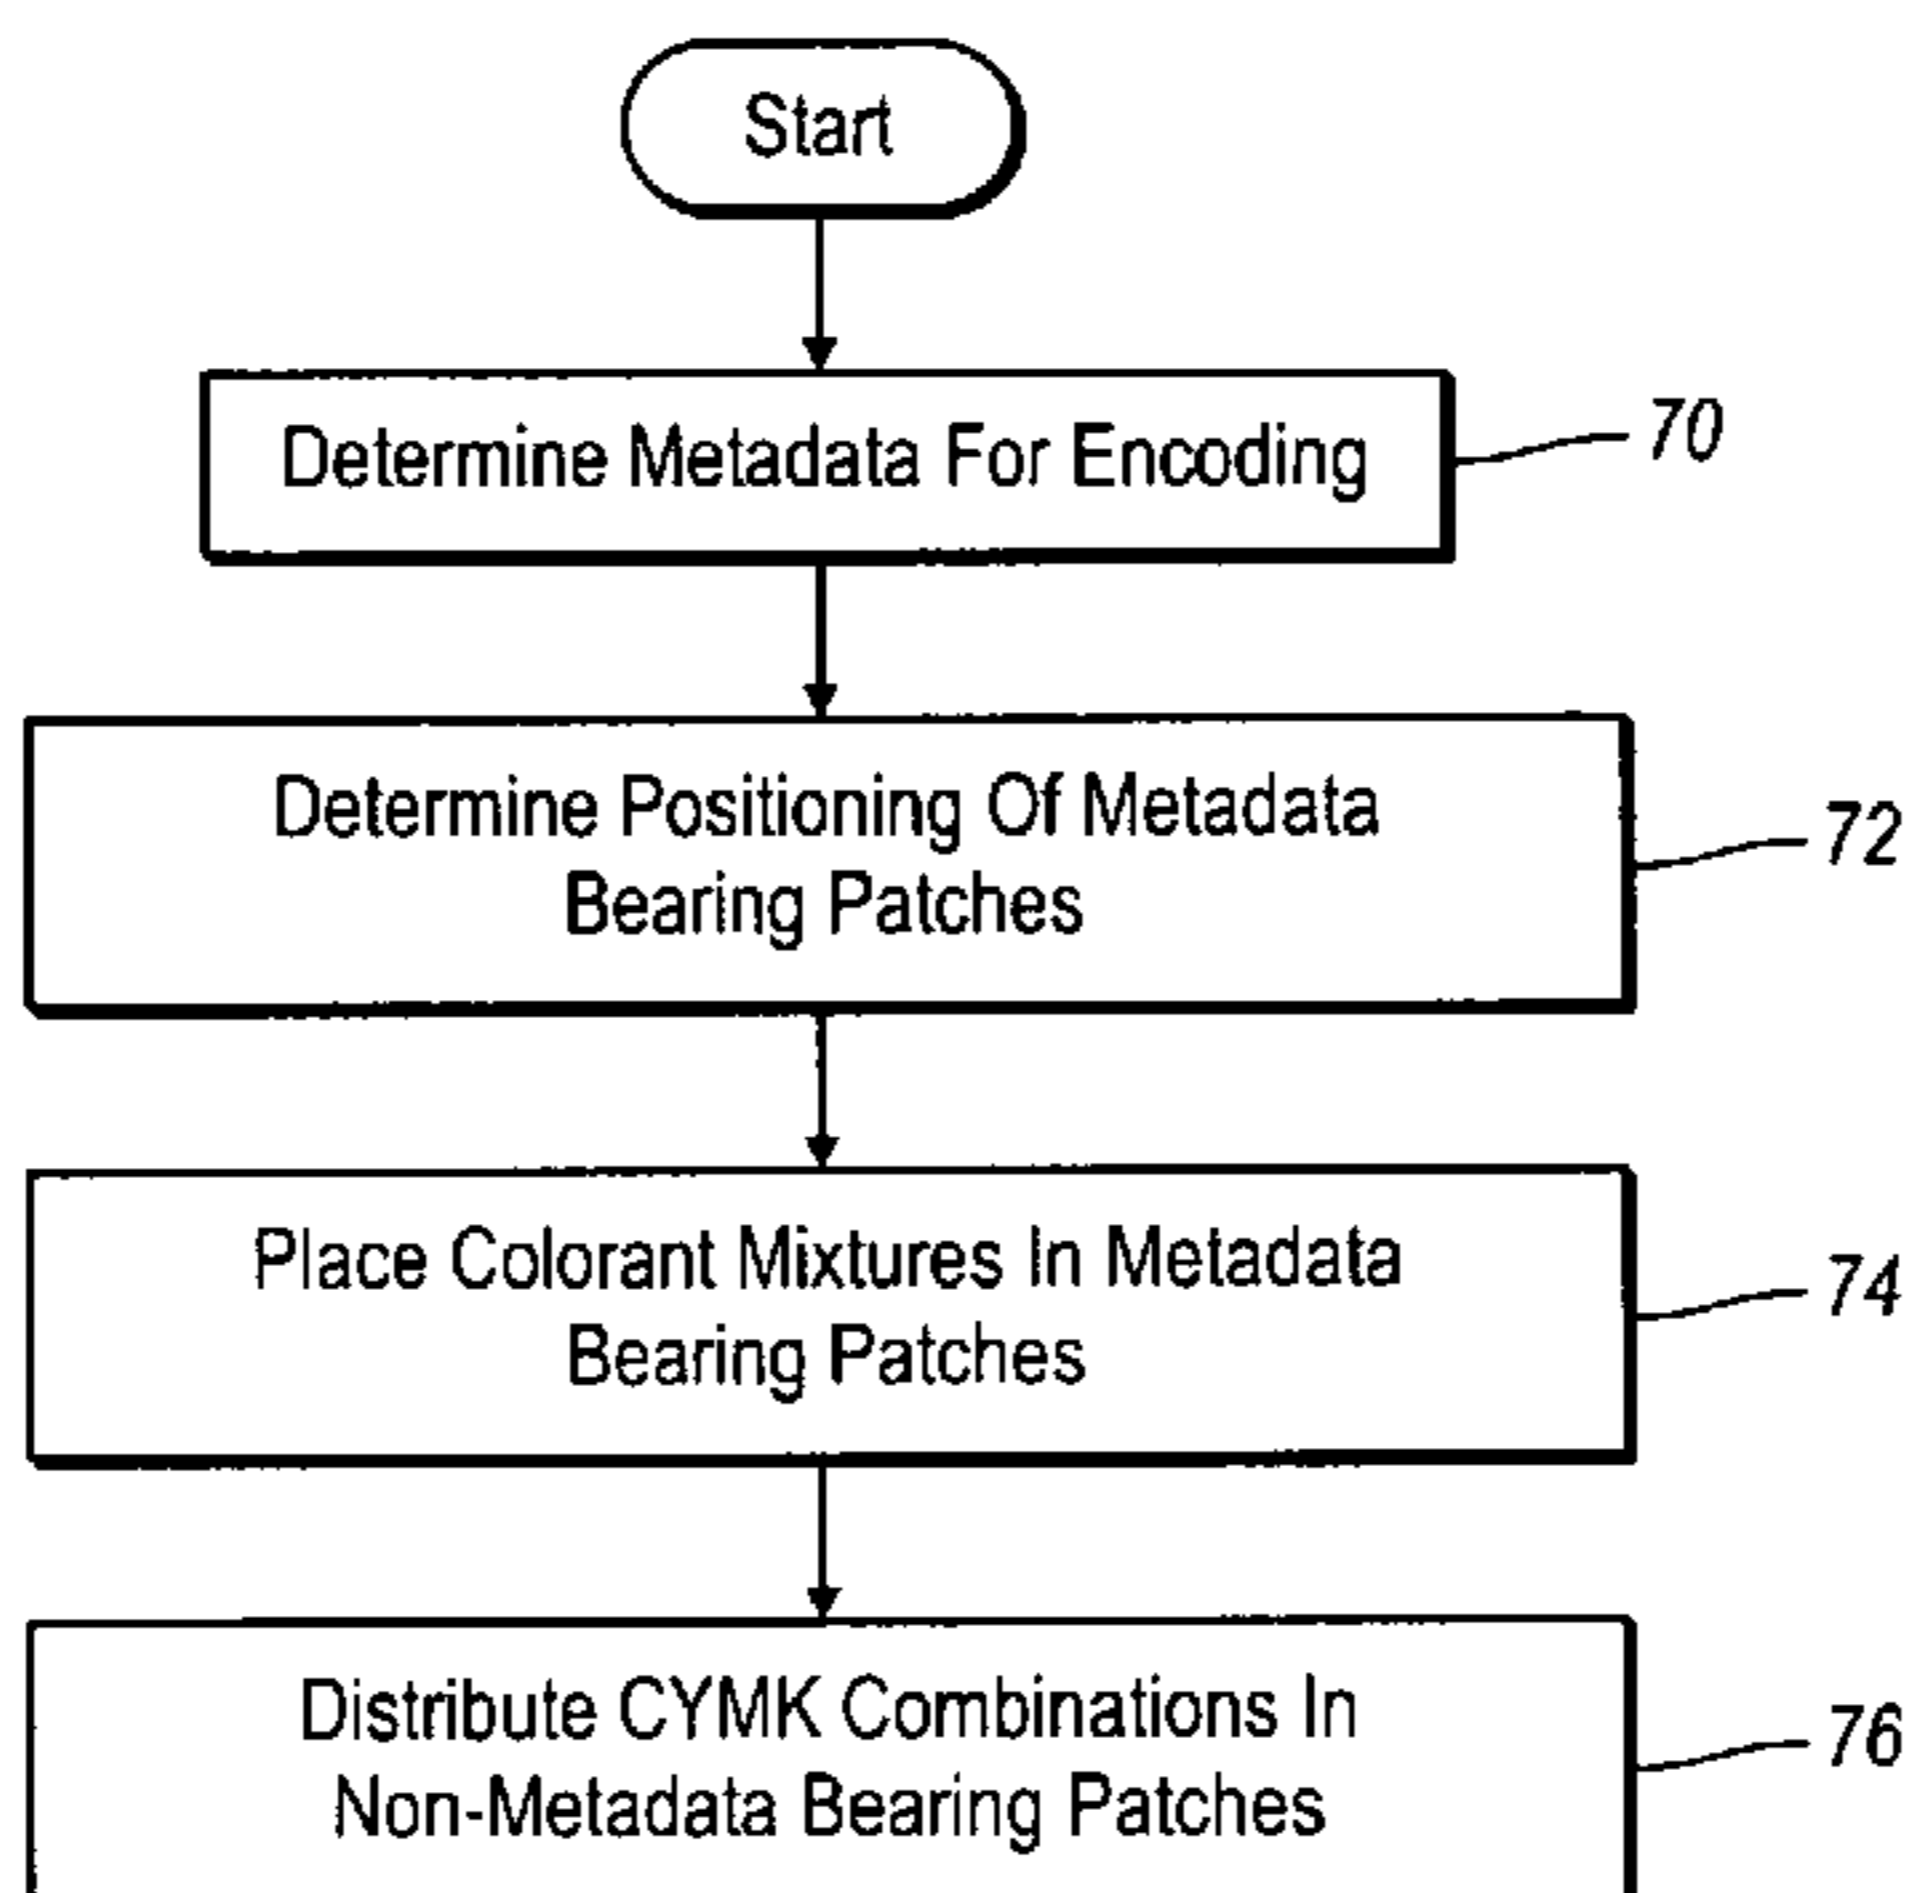 Start
Determine Metadata For Encoding
70
Determine Positioning Of Metadata
Bearing Patches
72
Place Colorant Mixtures In Metadata
Bearing Patches
74
Distribute CYMK Combinations In
Non-Metadata Bearing Patches
76